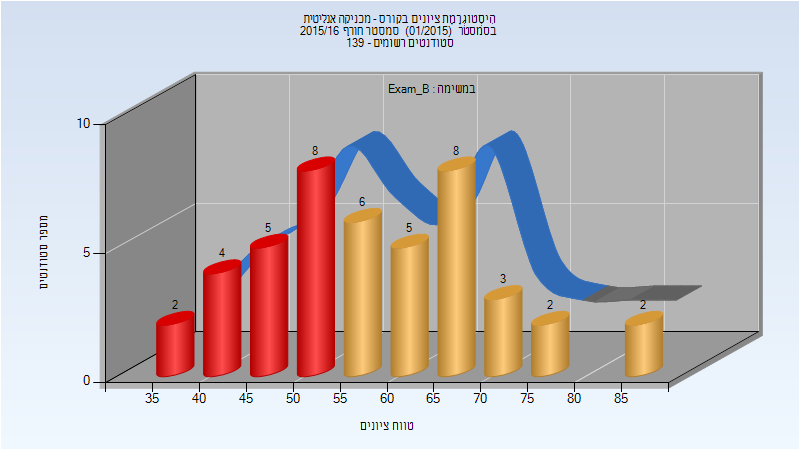 היסטוגרמת ציונים בקורס - מכניקה אנליטית
בסמסטר (01/2015) סמסטר חורף 2015/16
סטודנטים רשומים - 139
במשימה : Exam_B
מספר סטודנטים
10
5
0
2
4
5
8
6
5
8
3
2
2
35 40 45 50 55 60 65 70 75 80 85
טווח ציונים